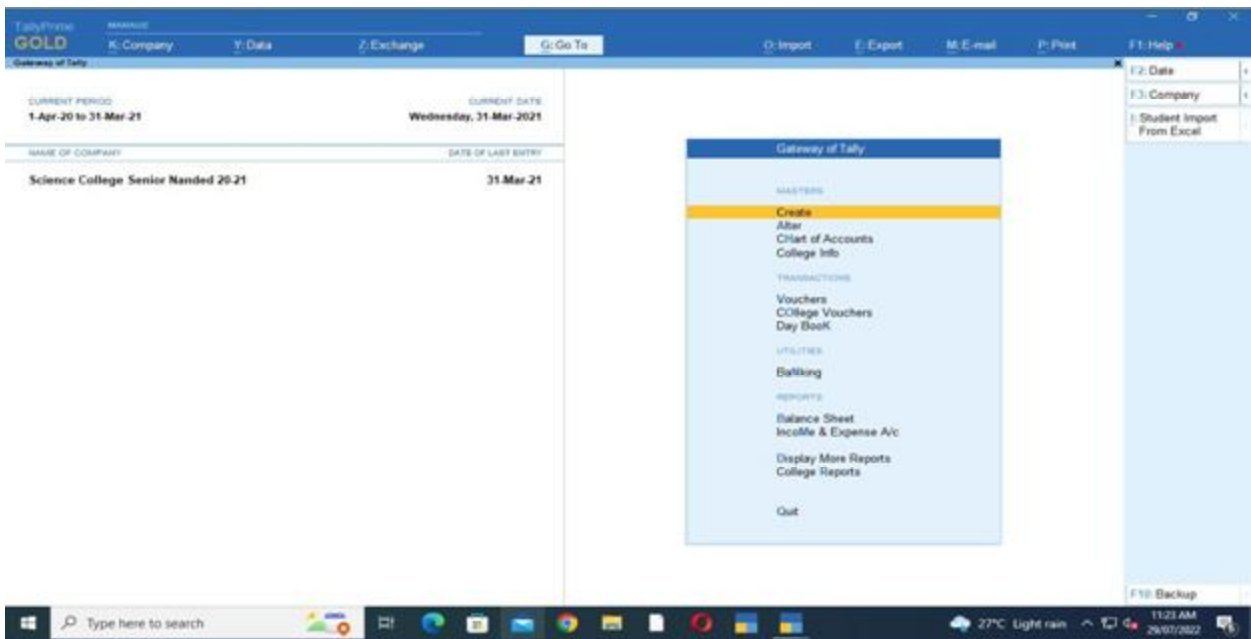 TallyPrime MANAGE
GOLD K: Company Y: Data Z: Exchange G: Go To O: Import E: Export M: E-mail P: Print F1: Help
Gateway of Tally
CURRENT PERIOD CURRENT DATE
1-Apr-20 to 31-Mar-21 Wednesday, 31-Mar-2021
NAME OF COMPANY DATE OF LAST ENTRY
Science College Senior Nanded 20-21 31-Mar-21
Gateway of Tally
MASTERS
Create
Alter
CHart of Accounts
College Info
TRANSACTIONS
Vouchers
COllege Vouchers
Day BooK
UTILITIES
BaNking
REPORTS
Balance Sheet
IncoMe & Expense A/c
Display More Reports
College Reports
Quit
F2: Date
F3: Company
I: Student Import
From Excel
F10: Backup
Type here to search
27°C Light rain
11:23 AM
29/07/2022